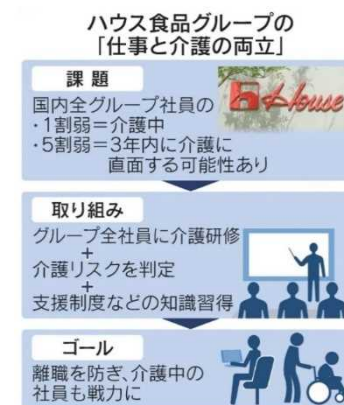 ハウス食品グループの
「仕事と介護の両立」
課題
House
国内全グループ社員の
・1割弱＝介護中
・5割弱＝3年内に介護に
直面する可能性あり
取り組み
グループ全社員に介護研修
+
介護リスクを判定
+
支援制度などの知識習得
ゴール
離職を防ぎ、介護中の
社員も戦力に